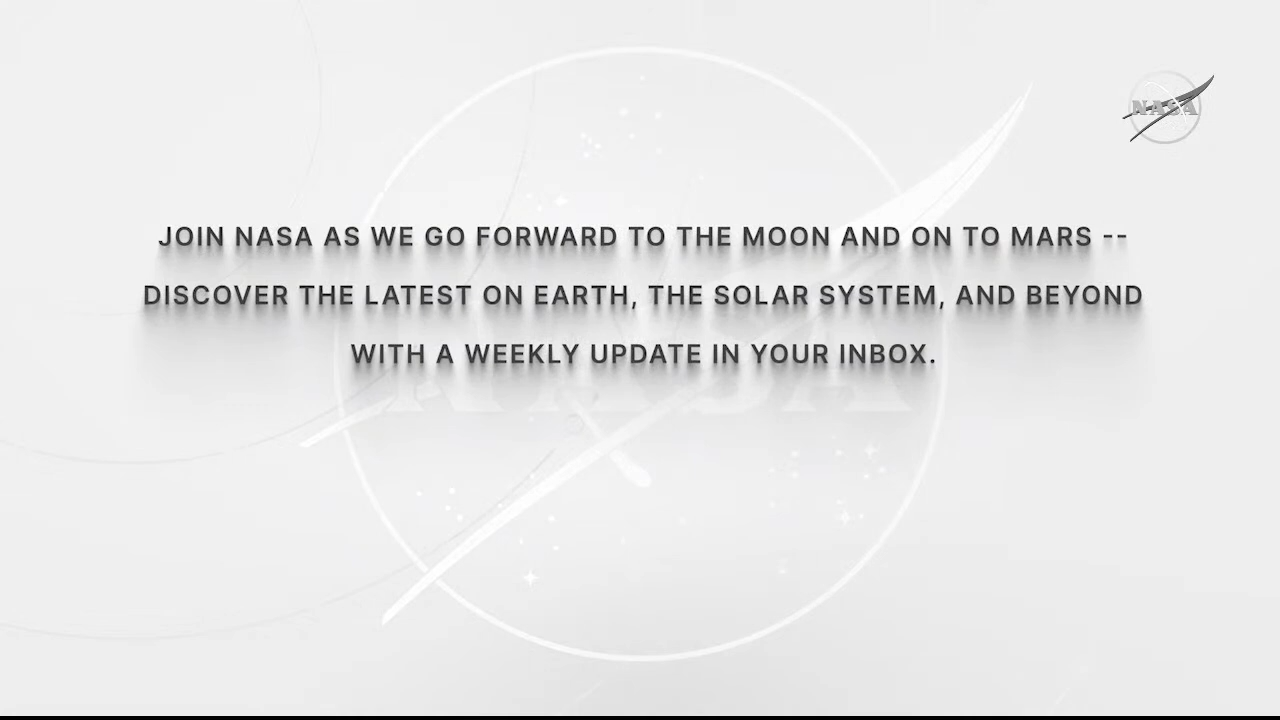 NASA
JOIN NASA AS WE GO FORWARD TO THE MOON AND ON TO MARS --
DISCOVER THE LATEST ON EARTH, THE SOLAR SYSTEM, AND BEYOND
WITH A WEEKLY UPDATE IN YOUR INBOX.
NASA